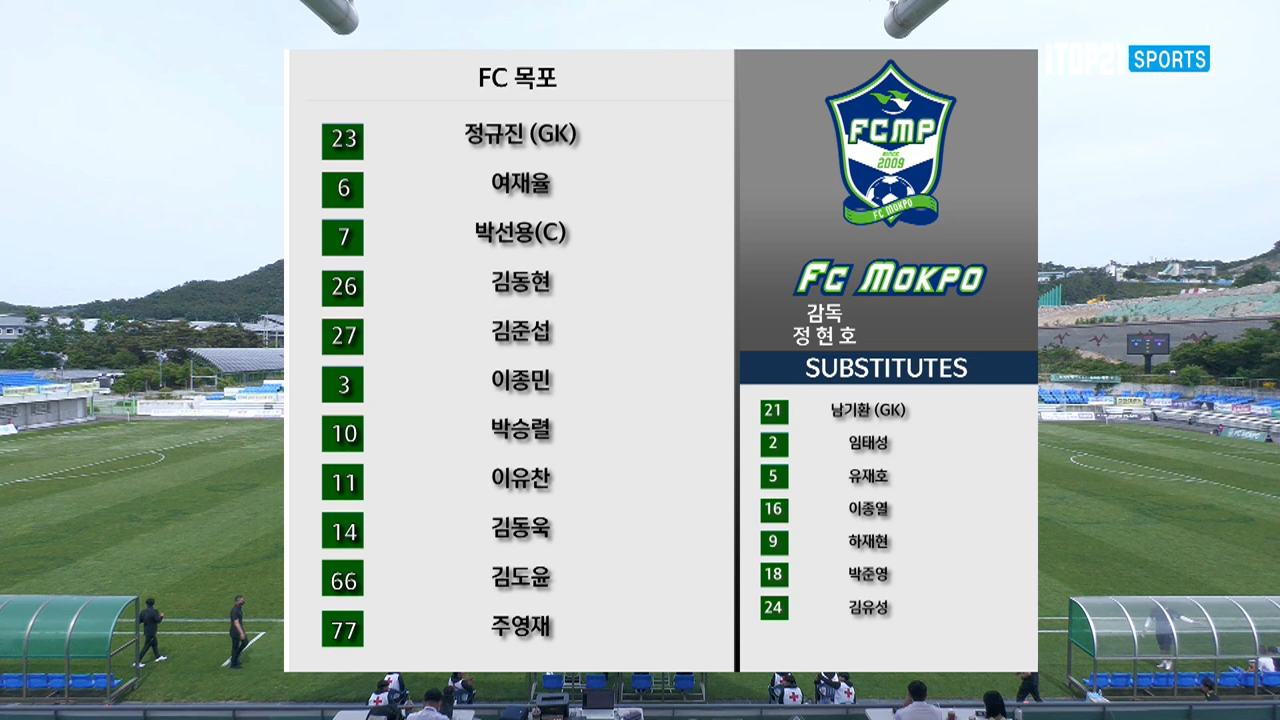 TOP21 SPORTS
FC 목포
23 정규진 (GK)
6 여재율
7 박선용(C)
26 김동현
27 김준섭
3 이종민
10 박승렬
11 이유찬
14 김동욱
66 김도윤
77 주영재
FCMP
SINCE
2009
FC MOKPO
FC MOKPO
감독
정현호
SUBSTITUTES
21 남기환 (GK)
2 임태성
5 유재호
16 이종열
9 하재현
18 박준영
24 김유성